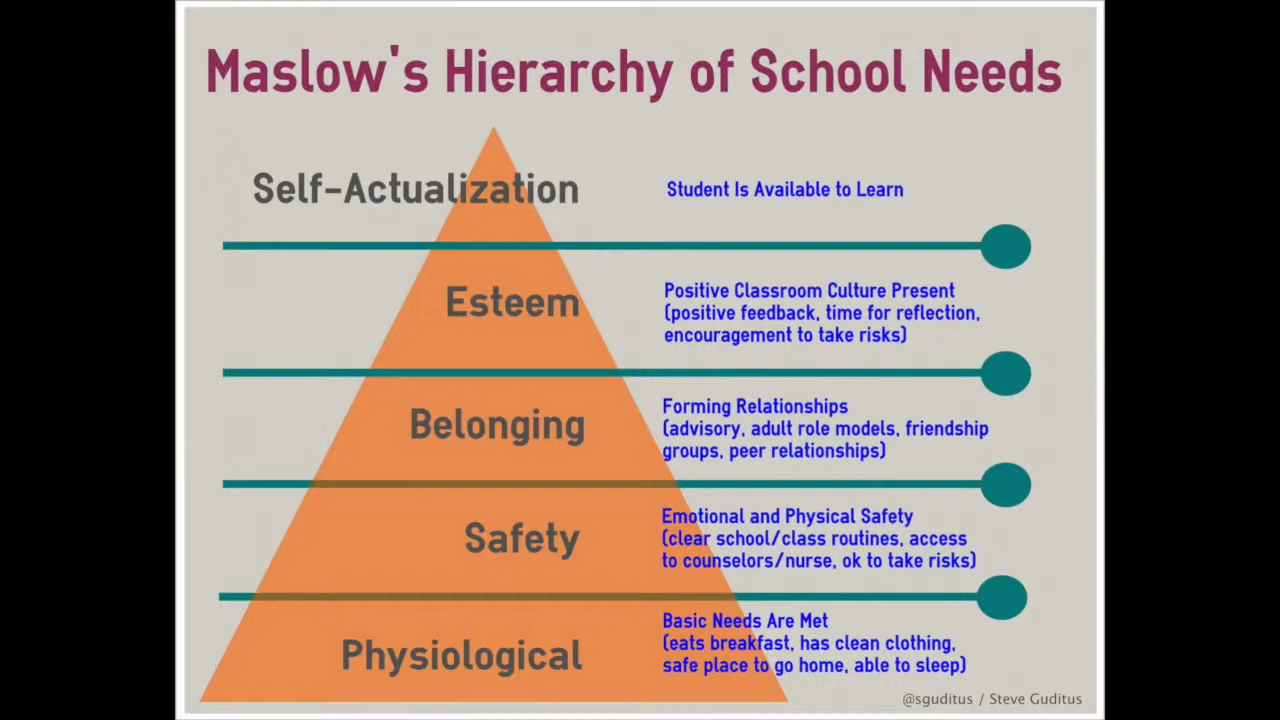 Maslow's Hierarchy of School Needs
Self-Actualization
Student Is Available to Learn
Esteem
Positive Classroom Culture Present
(positive feedback, time for reflection,
encouragement to take risks)
Belonging
Forming Relationships
(advisory, adult role models, friendship
groups, peer relationships)
Safety
Emotional and Physical Safety
(clear school/class routines, access
to counselors/nurse, ok to take risks)
Physiological
Basic Needs Are Met
(eats breakfast, has clean clothing,
safe place to go home, able to sleep)
@sguditus / Steve Guditus